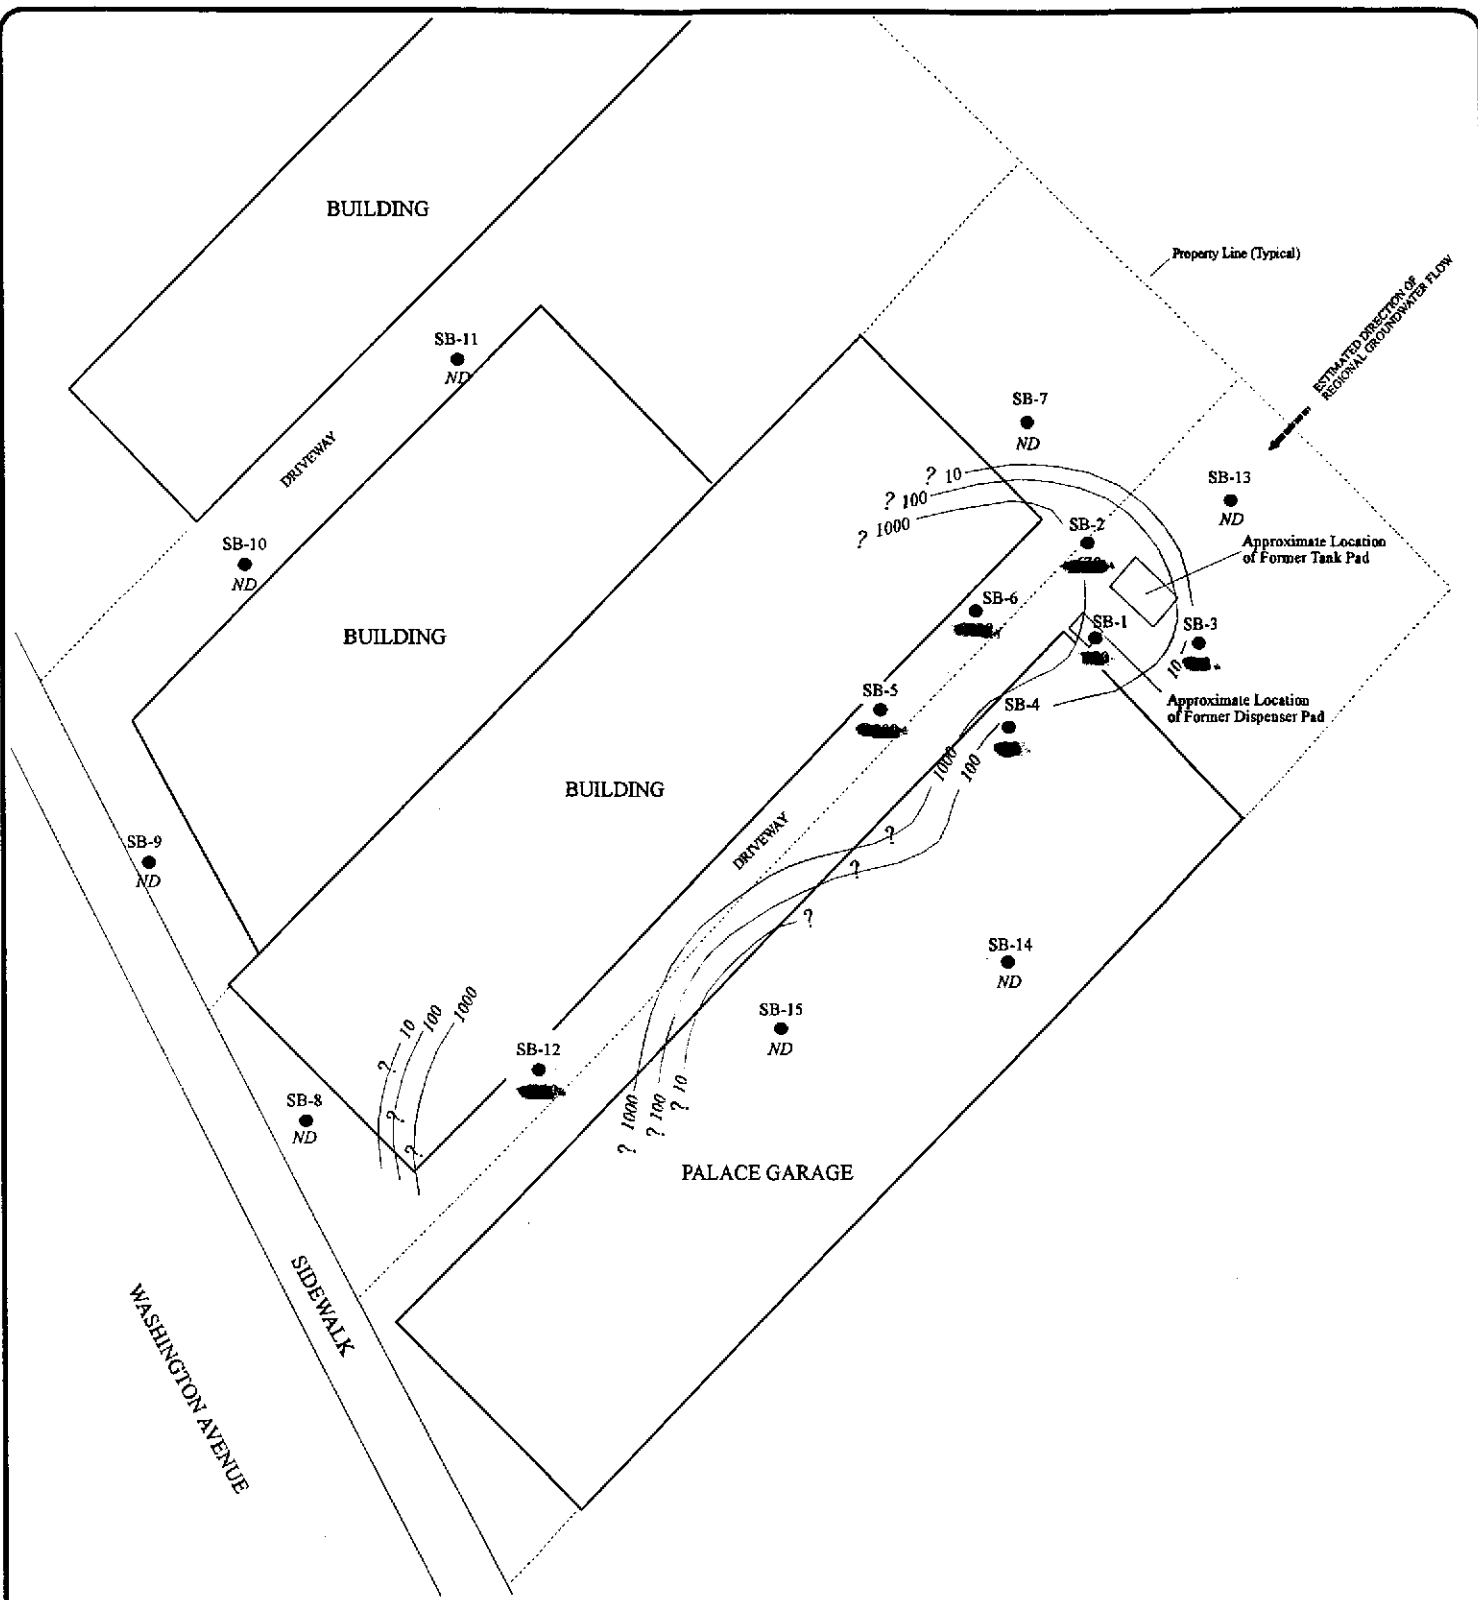 BUILDING
Property Line (Typical)
ESTIMATED DIRECTION OF
REGIONAL GROUNDWATER FLOW
SB-11
ND
SB-7
ND
DRIVEWAY
? 10
? 100
? 1000
SB-13
ND
SB-2
Approximate Location
of Former Tank Pad
SB-10
ND
SB-6
SB-1
SB-3
10
BUILDING
SB-5
SB-4
Approximate Location
of Former Dispenser Pad
1000
100
BUILDING
DRIVEWAY
?
?
?
SB-9
ND
SB-14
ND
10
100
1000
?
?
?
SB-15
ND
SB-12
SB-8
ND
? 1000
? 100
? 10
PALACE GARAGE
SIDEWALK
WASHINGTON AVENUE